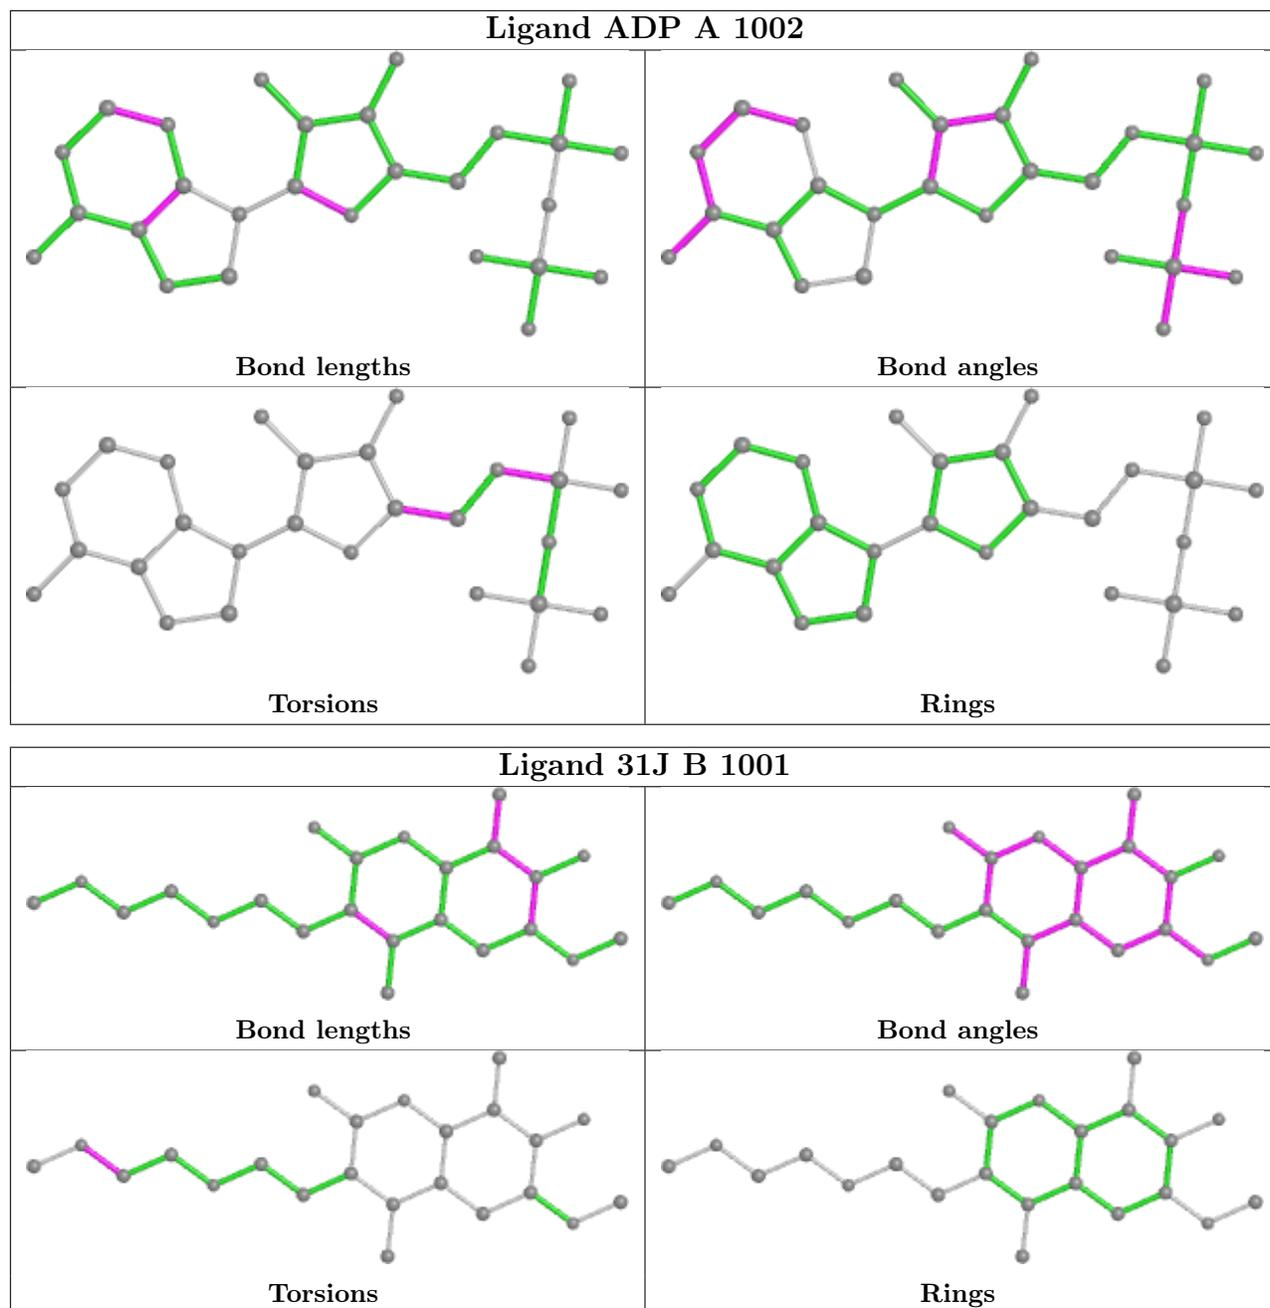 Ligand ADP A 1002
Bond lengths
Bond angles
Torsions
Rings
Ligand 31J B 1001
Bond lengths
Bond angles
Torsions
Rings